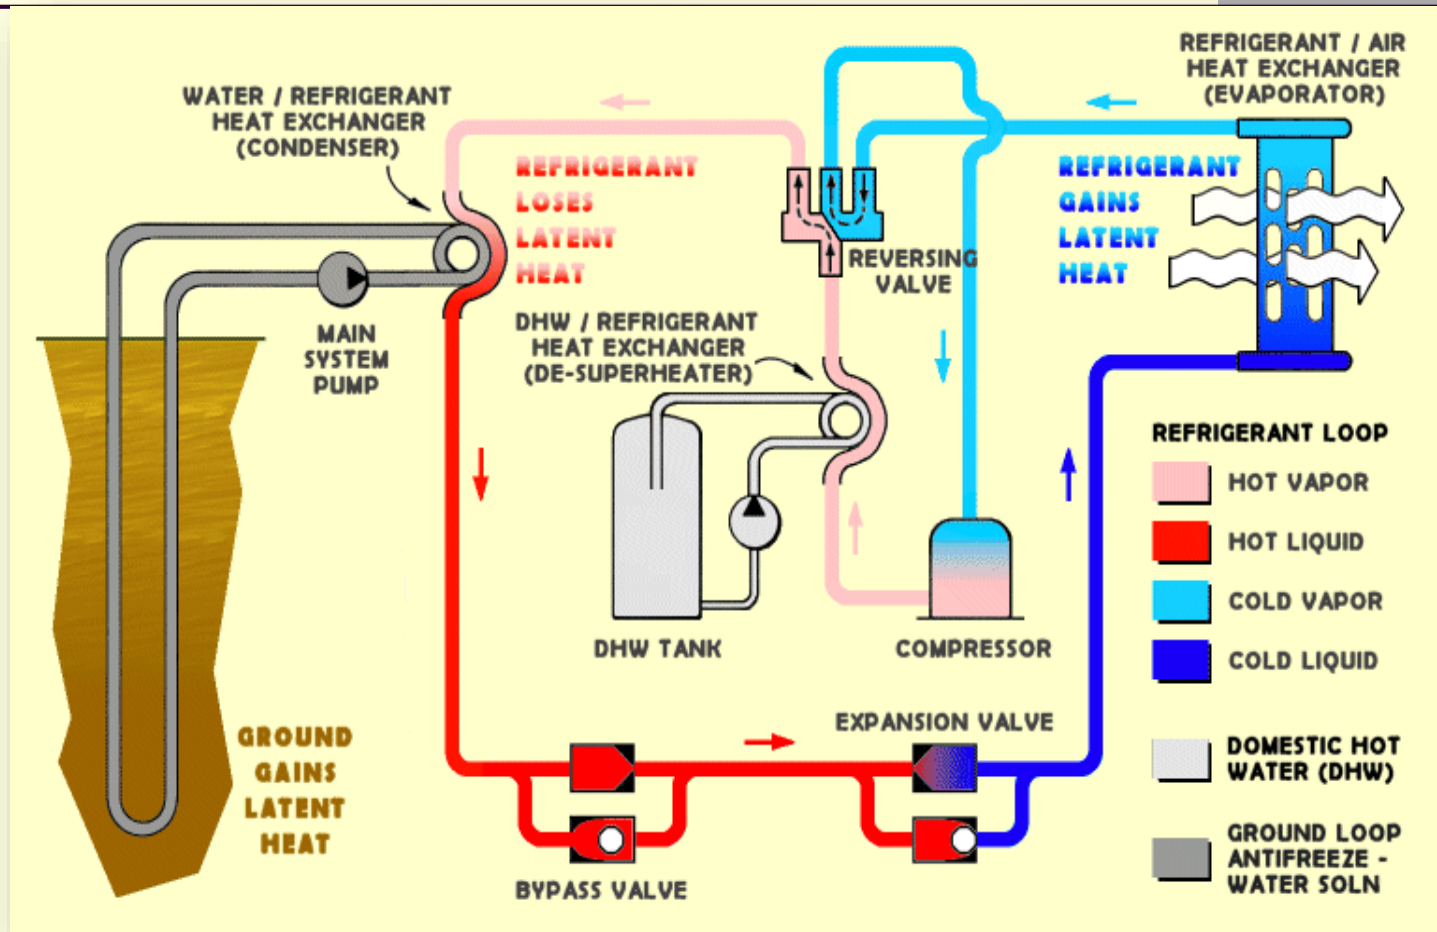 REFRIGERANT / AIR
HEAT EXCHANGER
(EVAPORATOR)
WATER / REFRIGERANT
HEAT EXCHANGER
(CONDENSER)
REFRIGERANT
LOSES
LATENT
HEAT
REFRIGERANT
GAINS
LATENT
HEAT
REVERSING
VALVE
MAIN
SYSTEM
PUMP
DHW / REFRIGERANT
HEAT EXCHANGER
(DE-SUPERHEATER)
REFRIGERANT LOOP
HOT VAPOR
HOT LIQUID
COLD VAPOR
COLD LIQUID
DHW TANK
COMPRESSOR
EXPANSION VALVE
GROUND
GAINS
LATENT
HEAT
DOMESTIC HOT
WATER (DHW)
GROUND LOOP
ANTIFREEZE -
WATER SOLN
BYPASS VALVE